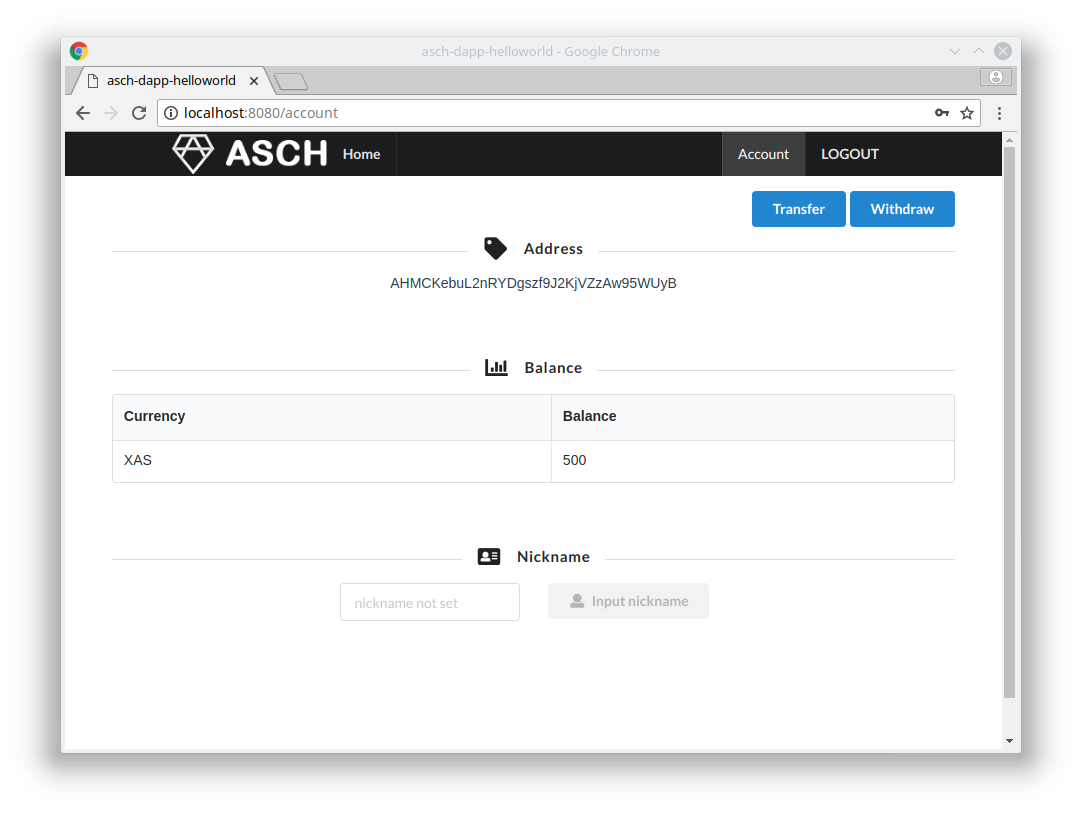 asch-dapp-helloworld - Google Chrome
asch-dapp-helloworld
localhost:8080/account
ASCH Home Account LOGOUT
Transfer Withdraw
Address
AHMCKebuL2nRYDgszf9J2KjVZzAw95WUyB
Balance
Currency Balance
XAS 500
Nickname
nickname not set Input nickname